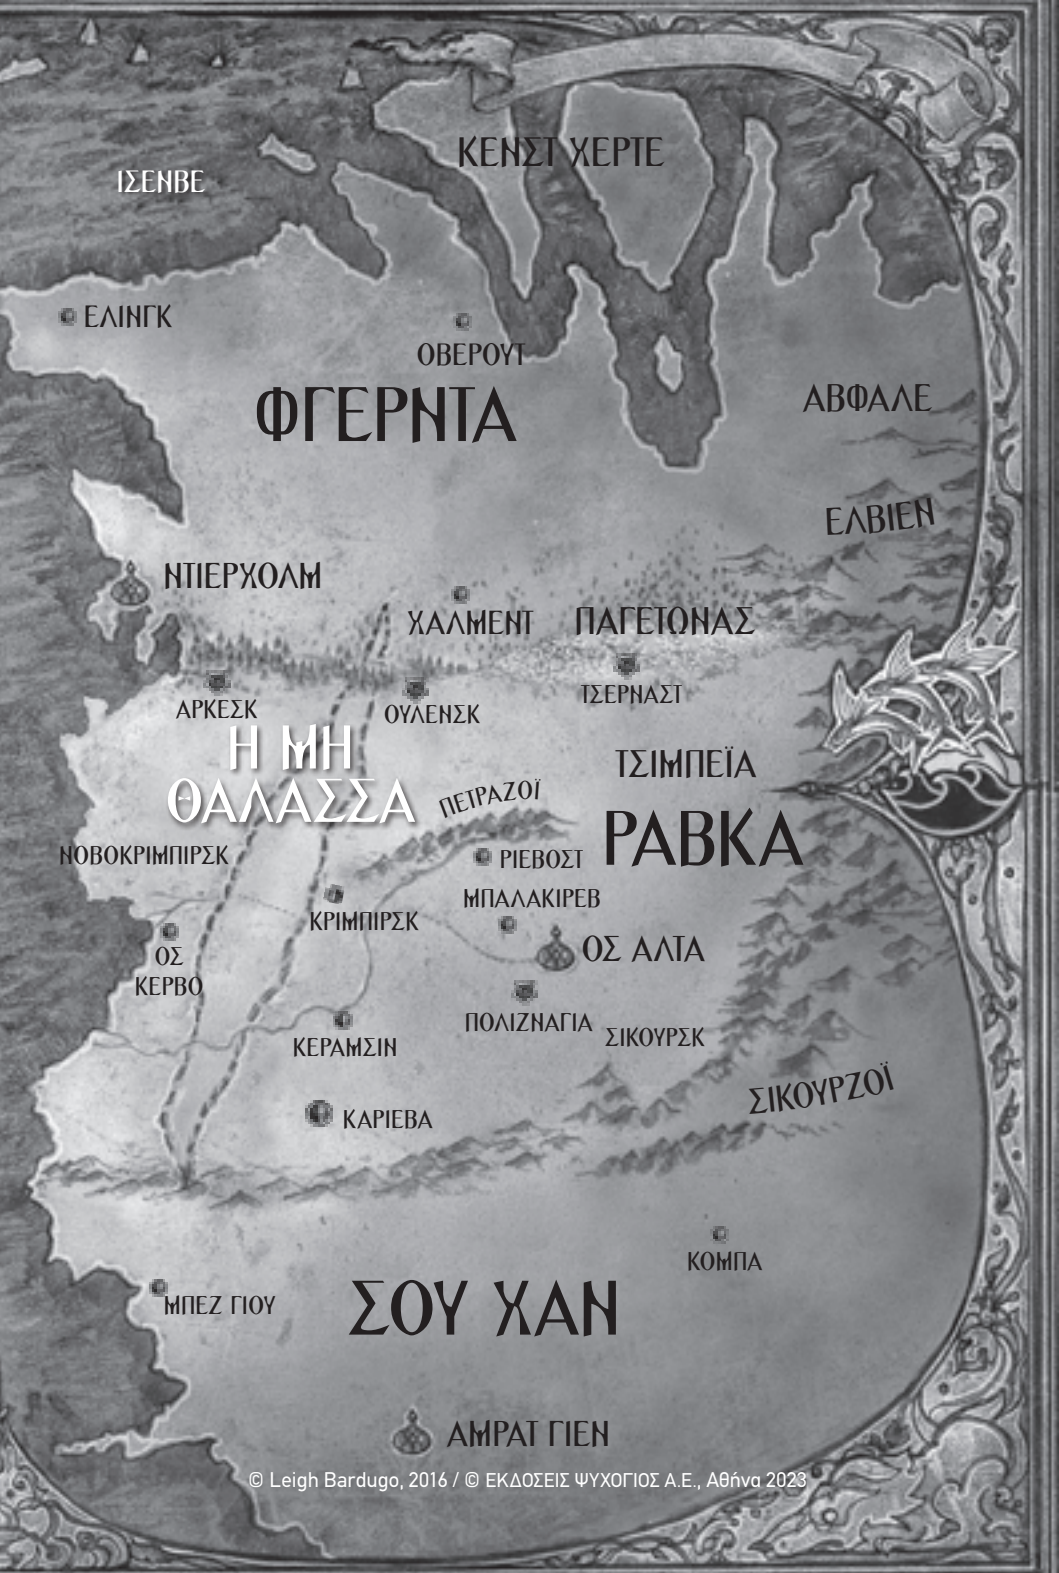 ΚΕΝΣΤ ΧΕΡΤΕ
ΙΣΕΝΒΕ
ΕΛΙΝΓΚ
ΟΒΕΡΟΥΤ
ΦΓΕΡΝΤΑ
ΑΒΦΑΛΕ
ΕΛΒΙΕΝ
ΝΤΙΕΡΧΟΛΜ
ΧΑΛΜΕΝΤ
ΠΑΓΕΤΩΝΑΣ
ΤΣΕΡΝΑΣΤ
ΑΡΚΕΣΚ
ΟΥΛΕΝΣΚ
Η ΜΗ
ΘΑΛΑΣΣΑ
ΤΣΙΜΠΕΪΑ
ΠΕΤΡΑΖΟΪ
ΡΑΒΚΑ
ΝΟΒΟΚΡΙΜΠΙΡΣΚ
ΡΙΕΒΟΣΤ
ΜΠΑΛΑΚΙΡΕΒ
ΚΡΙΜΠΙΡΣΚ
ΟΣ
ΚΕΡΒΟ
ΟΣ ΑΛΤΑ
ΠΟΛΙΖΝΑΓΙΑ
ΣΙΚΟΥΡΣΚ
ΚΕΡΑΜΣΙΝ
ΣΙΚΟΥΡΖΟΪ
ΚΑΡΙΕΒΑ
ΚΟΜΠΑ
ΜΠΕΖ ΓΙΟΥ
ΣΟΥ ΧΑΝ
ΑΜΡΑΤ ΓΙΕΝ
© Leigh Bardugo, 2016 / © ΕΚΔΟΣΕΙΣ ΨΥΧΟΓΙΟΣ Α.Ε., Αθήνα 2023